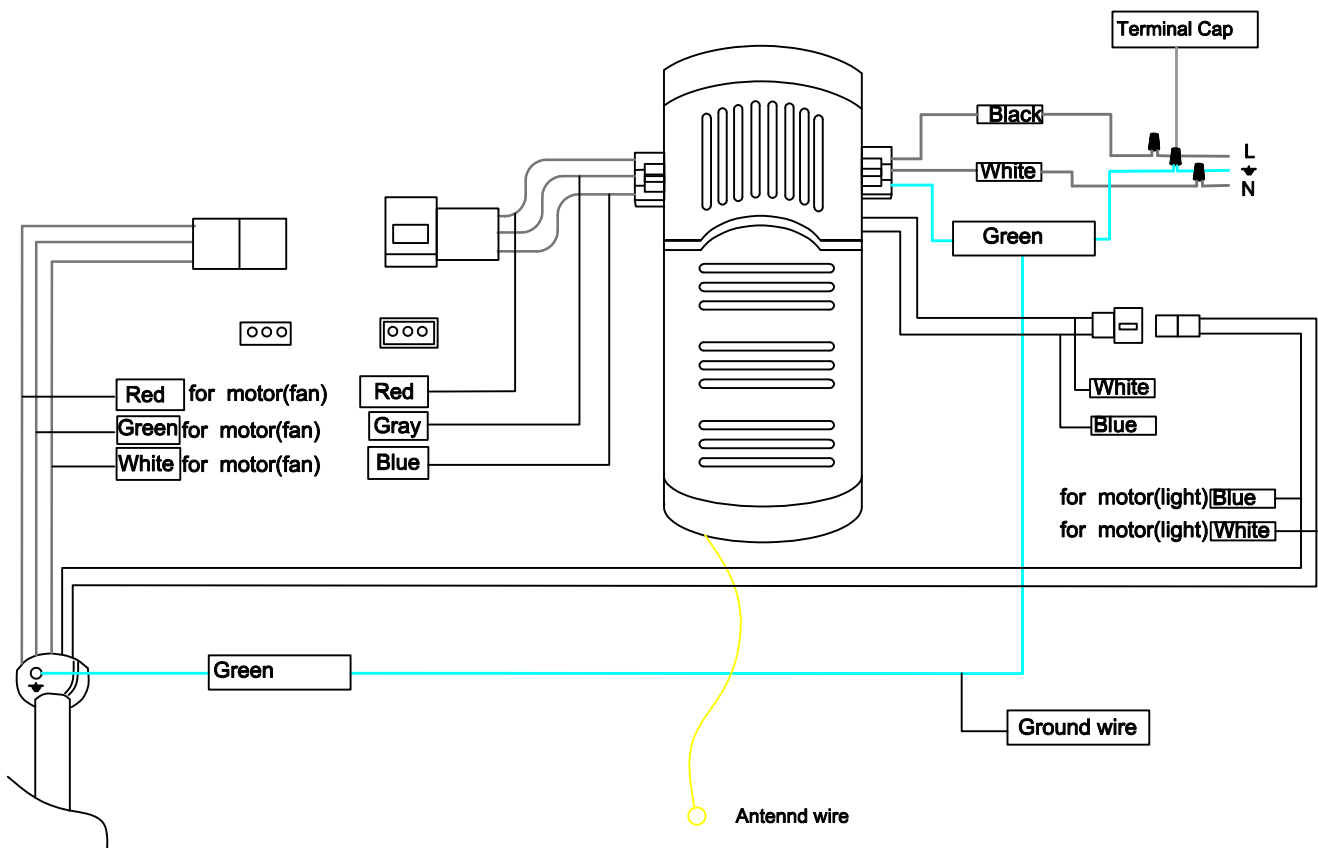 Terminal Cap
Black
L
White
N
Green
Red for motor(fan)
Red
White
Green for motor(fan)
Gray
Blue
White for motor(fan)
Blue
for motor(light) Blue
for motor(light) White
Green
Ground wire
Antennd wire